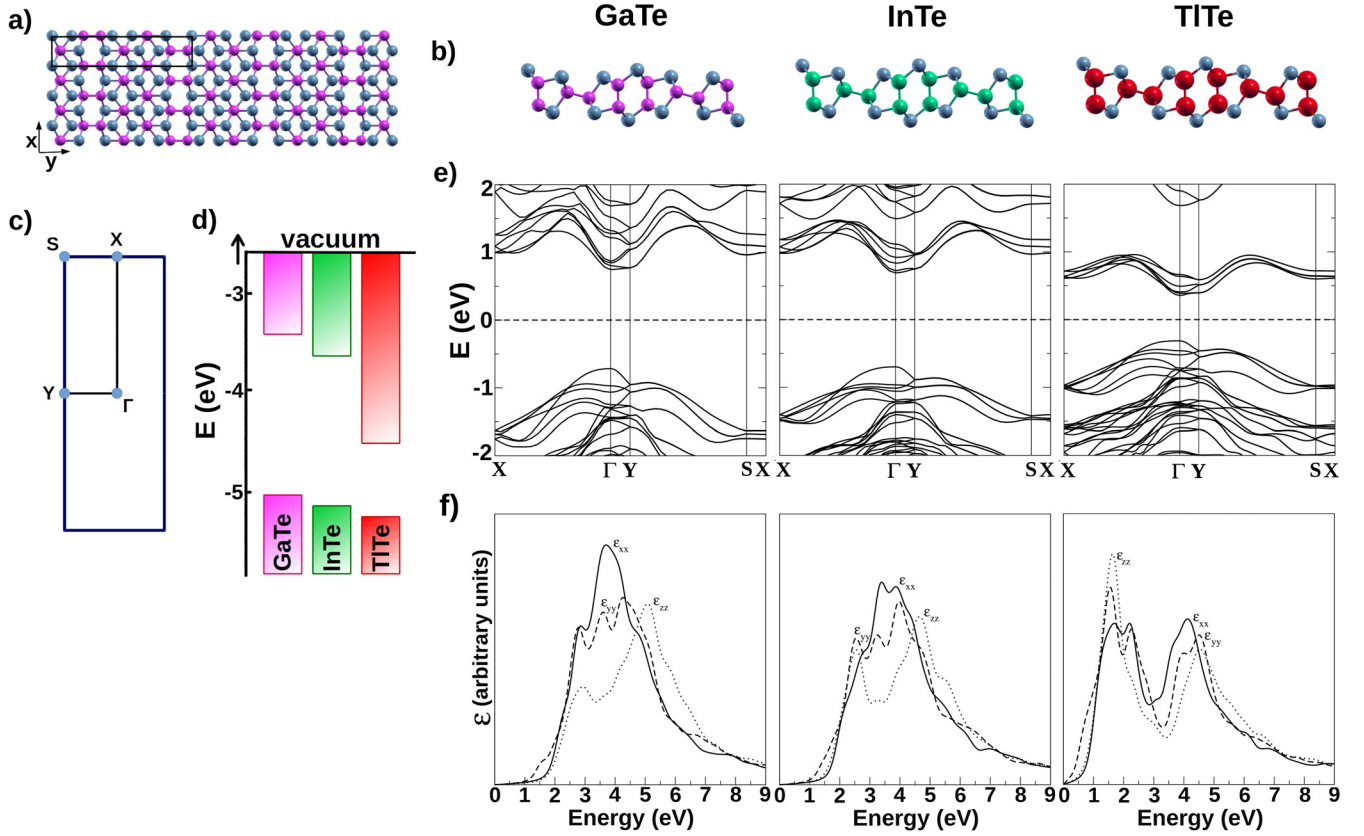 a)
x
y
GaTe
InTe
TlTe
b)
c)
S
X
Y
Γ
d)
vacuum
-3
-4
-5
E (eV)
GaTe
InTe
TlTe
e)
2
1
0
-1
-2
E (eV)
X Γ Y S X
X Γ Y S X
X Γ Y S X
f)
ε (arbitrary units)
εxx
εyy
εzz
εxx
εyy
εzz
εzz
εxx
εyy
0 1 2 3 4 5 6 7 8 9
0 1 2 3 4 5 6 7 8 9
0 1 2 3 4 5 6 7 8 9
Energy (eV)
Energy (eV)
Energy (eV)